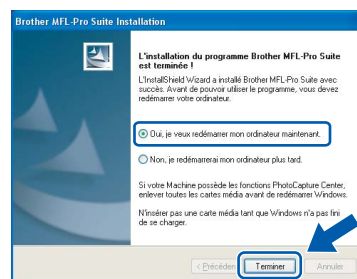 Brother MFL-Pro Suite Installation
L'installation du programme Brother MFL-Pro Suite
est terminée !
L'InstallShield Wizard a installé Brother MFL-Pro Suite avec
succès. Avant de pouvoir utiliser le programme, vous devez
redémarrer votre ordinateur.
Oui, je veux redémarrer mon ordinateur maintenant.
Non, je redémarrerai mon ordinateur plus tard.
Si votre Machine possède les fonctions PhotoCapture Center,
enlever toutes les cartes média avant de redémarrer Windows.
N'insérer pas une carte média tant que Windows n'a pas fini
de se charger.
< Précéden
Terminer
Annuler